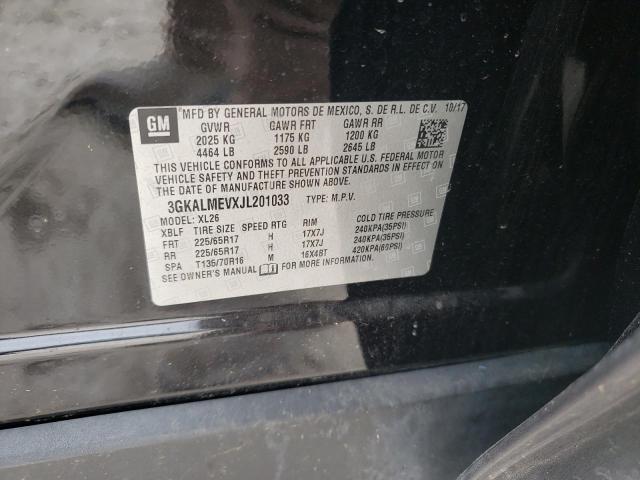 GM
MFD BY GENERAL MOTORS DE MEXICO, S. DE R.L. DE C.V. 10/17
GVWR GAWR FRT GAWR RR
2025 KG 1175 KG 1200 KG
4464 LB 2590 LB 2645 LB
THIS VEHICLE CONFORMS TO ALL APPLICABLE U.S. FEDERAL MOTOR
VEHICLE SAFETY AND THEFT PREVENTION STANDARDS IN EFFECT ON
THE DATE OF MANUFACTURE SHOWN ABOVE.
3GKALMEVXJL201033 TYPE: M.P.V.
MODEL: XL26
XBLF TIRE SIZE SPEED RTG RIM COLD TIRE PRESSURE
FRT 225/65R17 H 17X7J 240KPA(35PSI)
RR 225/65R17 H 17X7J 240KPA(35PSI)
SPA T135/70R16 M 16X4BT 420KPA(60PSI)
SEE OWNER'S MANUAL FOR MORE INFORMATION.